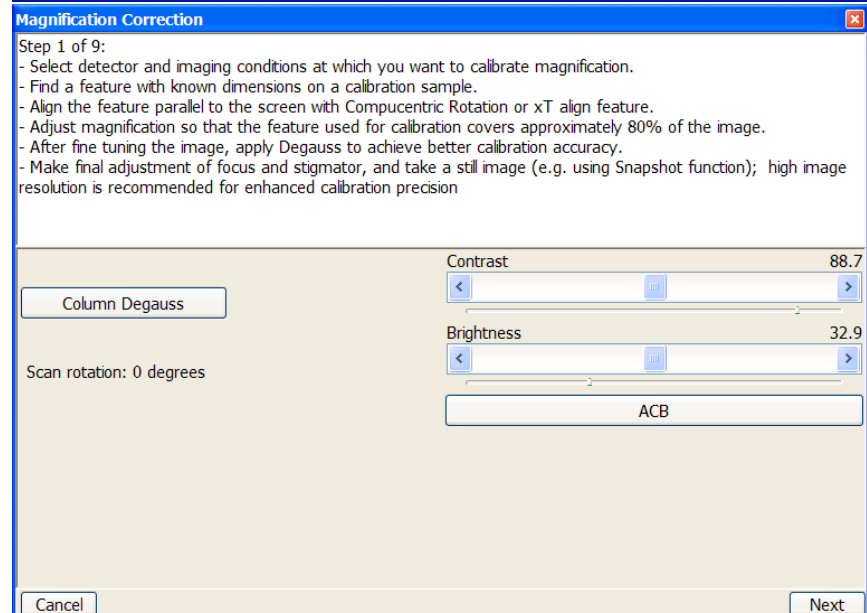 Magnification Correction
Step 1 of 9:
- Select detector and imaging conditions at which you want to calibrate magnification.
- Find a feature with known dimensions on a calibration sample.
- Align the feature parallel to the screen with Compucentric Rotation or xT align feature.
- Adjust magnification so that the feature used for calibration covers approximately 80% of the image.
- After fine tuning the image, apply Degauss to achieve better calibration accuracy.
- Make final adjustment of focus and stigmator, and take a still image (e.g. using Snapshot function);  high image
resolution is recommended for enhanced calibration precision
Contrast 88.7
Column Degauss
Brightness 32.9
Scan rotation: 0 degrees
ACB
Cancel Next